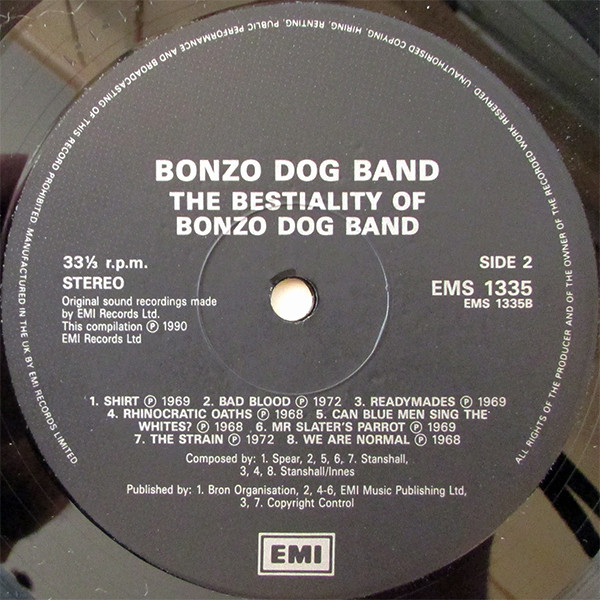 BONZO DOG BAND
THE BESTIALITY OF
BONZO DOG BAND
33⅓ r.p.m.
STEREO
Original sound recordings made
by EMI Records Ltd.
This compilation ℗ 1990
EMI Records Ltd
SIDE 2
EMS 1335
EMS 1335B
1. SHIRT ℗ 1969 2. BAD BLOOD ℗ 1972 3. READYMADES ℗ 1969
4. RHINOCRATIC OATHS ℗ 1968 5. CAN BLUE MEN SING THE
WHITES? ℗ 1968 6. MR SLATER'S PARROT ℗ 1969
7. THE STRAIN ℗ 1972 8. WE ARE NORMAL ℗ 1968
Composed by: 1. Spear, 2, 5, 6, 7. Stanshall,
3, 4, 8. Stanshall/Innes
Published by: 1. Bron Organisation, 2, 4-6, EMI Music Publishing Ltd,
3, 7. Copyright Control
EMI
ALL RIGHTS OF THE PRODUCER AND OF THE OWNER OF THE RECORDED WORK RESERVED. UNAUTHORISED COPYING, HIRING, RENTING, PUBLIC PERFORMANCE AND BROADCASTING OF THIS RECORD PROHIBITED. MANUFACTURED IN THE UK BY EMI RECORDS LIMITED